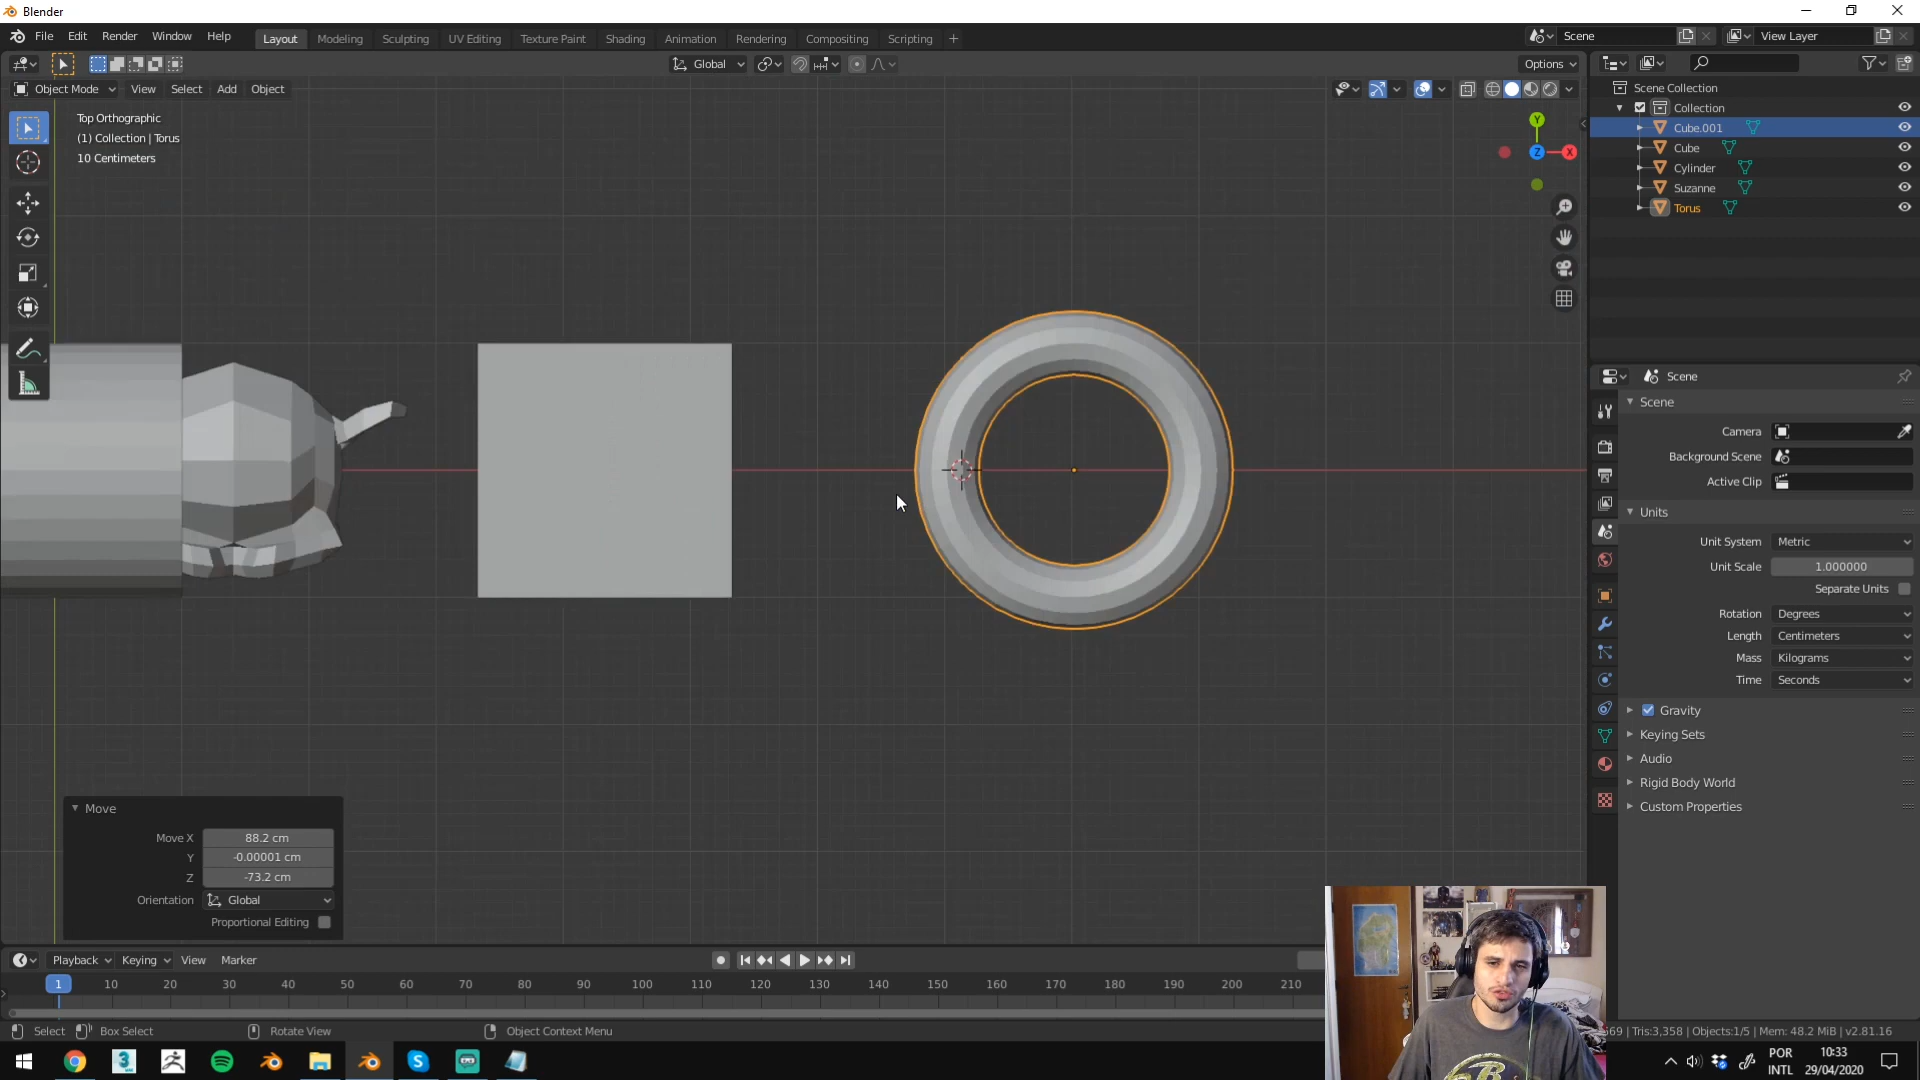 Blender
File Edit Render Window Help
Layout Modeling Sculpting UV Editing Texture Paint Shading Animation Rendering Compositing Scripting +
Scene
View Layer
Global
Options
Object Mode View Select Add Object
Top Orthographic
(1) Collection | Torus
10 Centimeters
Y
Z
X
Scene Collection
Collection
Cube.001
Cube
Cylinder
Suzanne
Torus
Scene
Scene
Camera
Background Scene
Active Clip
Units
Unit System Metric
Unit Scale 1.000000
Separate Units
Rotation Degrees
Length Centimeters
Mass Kilograms
Time Seconds
Gravity
Keying Sets
Audio
Rigid Body World
Custom Properties
Move
Move X 88.2 cm
Y -0.00001 cm
Z -73.2 cm
Orientation Global
Proportional Editing
Playback Keying View Marker
1 10 20 30 40 50 60 70 80 90 100 110 120 130 140 150 160 170 180 190 200 210
Select Box Select Rotate View Object Context Menu
69 | Tris:3,358 | Objects:1/5 | Mem: 48.2 MiB | v2.81.16
POR
INTL
10:33
29/04/2020